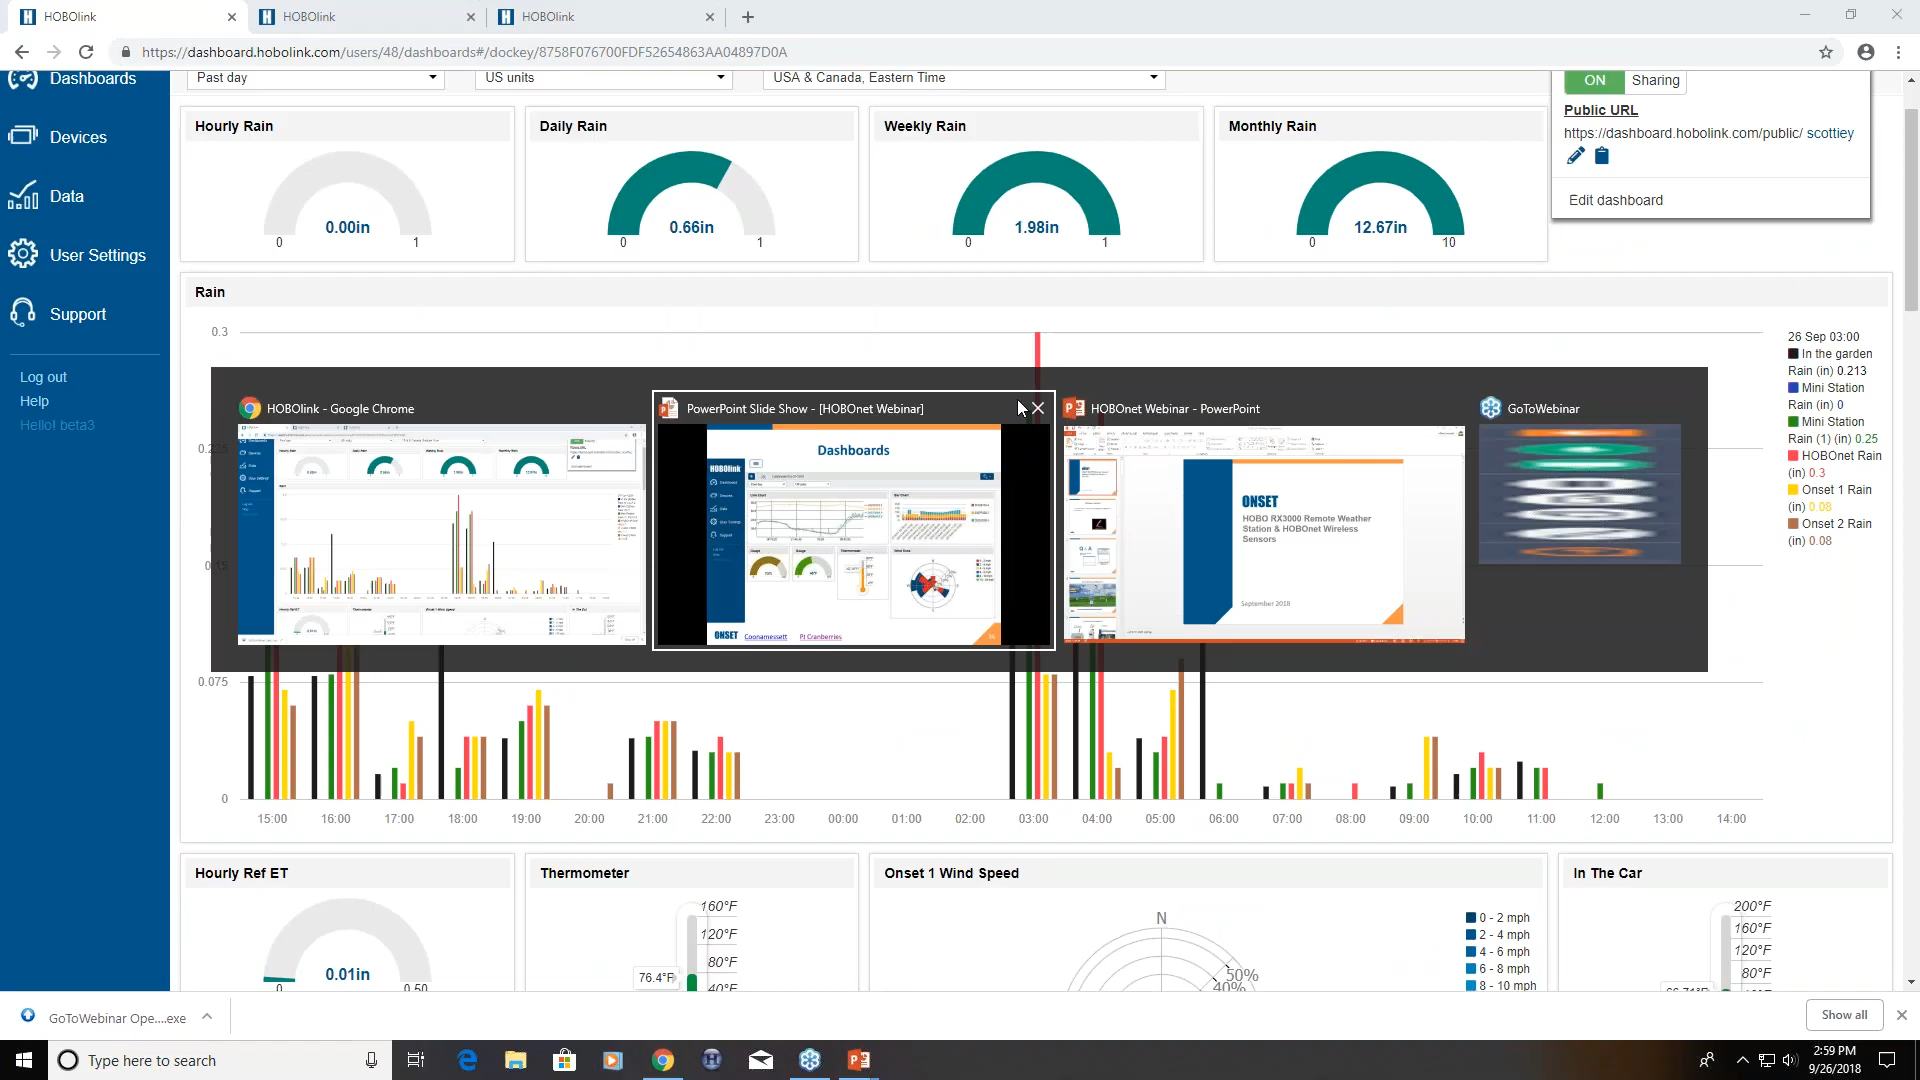 HOBOlink
HOBOlink
HOBOlink
https://dashboard.hobolink.com/users/48/dashboards#/dockey/8758F076700FDF52654863AA04897D0A
Dashboards
Devices
Data
User Settings
Support
Log out
Help
Hello! beta3
Past day
US units
USA & Canada, Eastern Time
ON Sharing
Public URL
https://dashboard.hobolink.com/public/ scottiey
Edit dashboard
Hourly Rain
0.00in
0 1
Daily Rain
0.66in
0 1
Weekly Rain
1.98in
0 1
Monthly Rain
12.67in
0 10
Rain
0.3
0.225
0.15
0.075
0
15:00 16:00 17:00 18:00 19:00 20:00 21:00 22:00 23:00 00:00 01:00 02:00 03:00 04:00 05:00 06:00 07:00 08:00 09:00 10:00 11:00 12:00 13:00 14:00
26 Sep 03:00
In the garden
Rain (in) 0.213
Mini Station
Rain (in) 0
Mini Station
Rain (1) (in) 0.25
HOBOnet Rain
(in) 0.3
Onset 1 Rain
(in) 0.08
Onset 2 Rain
(in) 0.08
HOBOlink - Google Chrome
PowerPoint Slide Show - [HOBOnet Webinar]
Dashboards
HOBOlink
ONSET Coonamessett PI Cranberries
HOBOnet Webinar - PowerPoint
ONSET
HOBO RX3000 Remote Weather
Station & HOBOnet Wireless
Sensors
September 2018
GoToWebinar
Hourly Ref ET
0.01in
0 0.50
Thermometer
160°F
120°F
80°F
40°F
76.4°F
Onset 1 Wind Speed
N
50%
40%
0 - 2 mph
2 - 4 mph
4 - 6 mph
6 - 8 mph
8 - 10 mph
In The Car
200°F
160°F
120°F
80°F
GoToWebinar Ope....exe
Show all
Type here to search
2:59 PM
9/26/2018